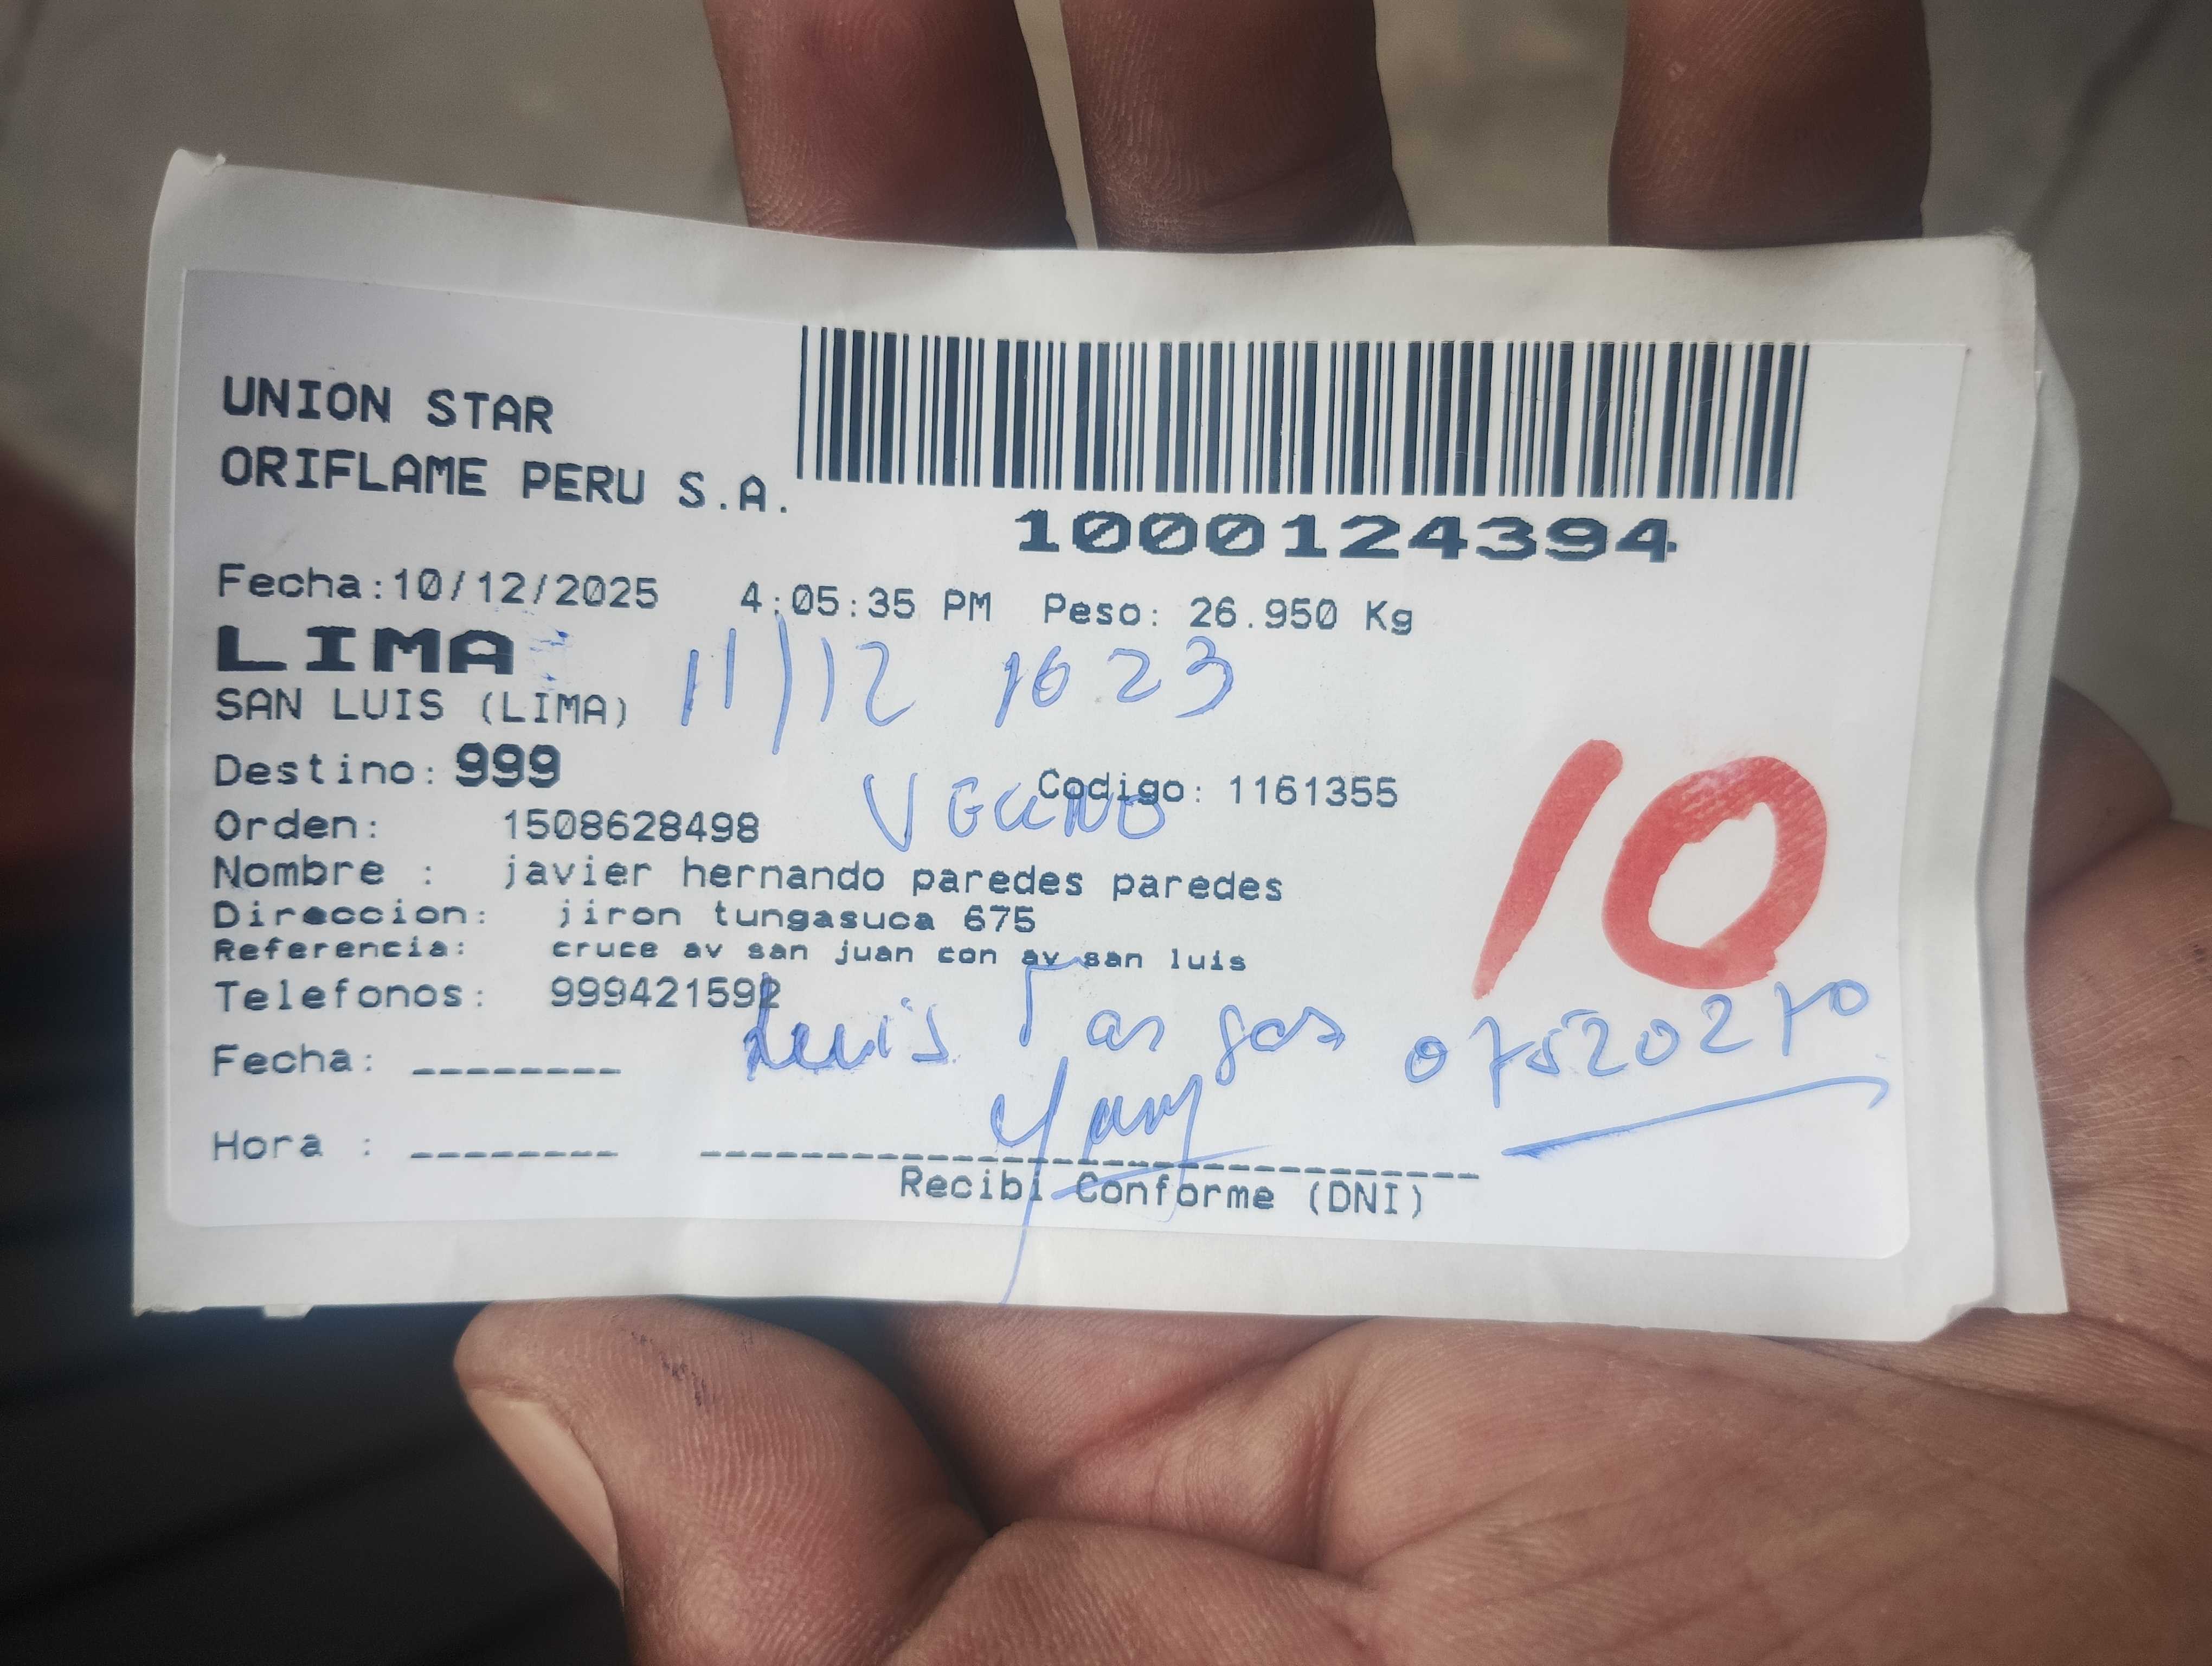 UNION STAR
ORIFLAME PERU S.A.
1000124394
Fecha:10/12/2025 4:05:35 PM Peso: 26.950 Kg
LIMA
11/12 1623
SAN LUIS (LIMA)
Destino: 999 Codigo: 1161355
VECINO
10
Orden: 1508628498
Nombre : javier hernando paredes paredes
Direccion: jiron tungasuca 675
Referencia: cruce av san juan con av san luis
Telefonos: 999421592
Luis
Fecha: ________
Hora : ________
Recibi Conforme (DNI)